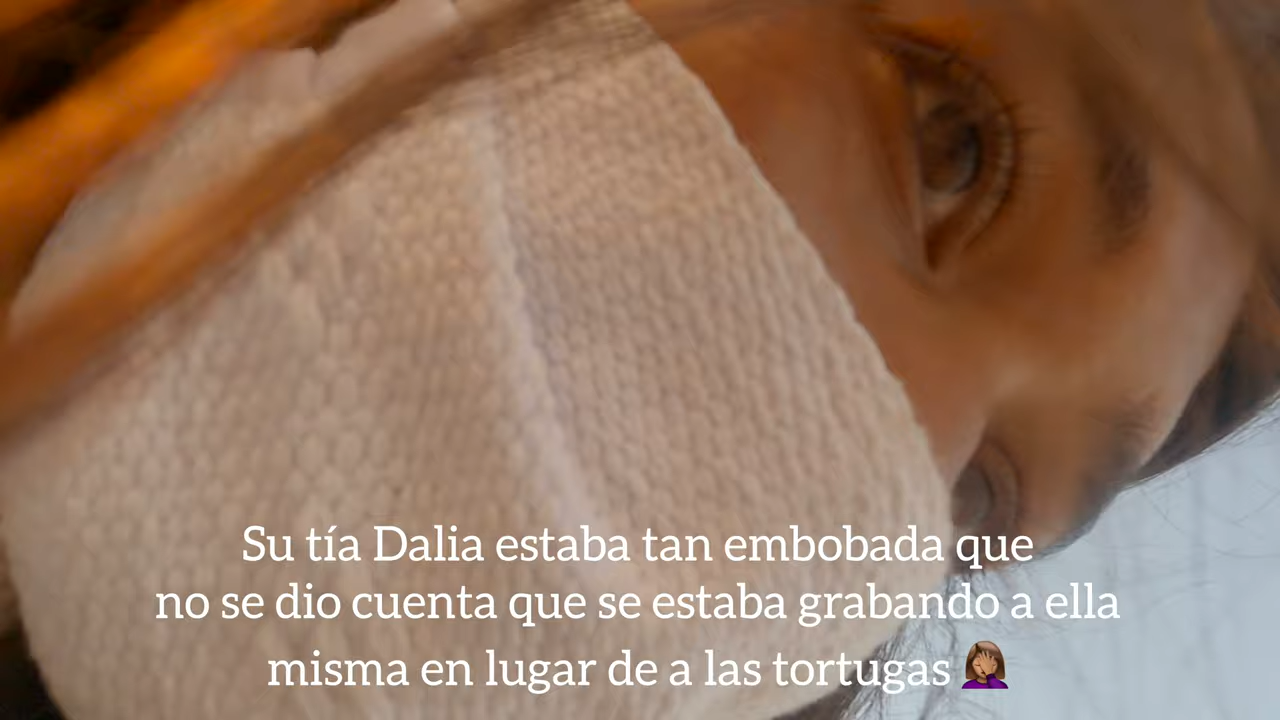 Su tía Dalia estaba tan embobada que
no se dio cuenta que se estaba grabando a ella
misma en lugar de a las tortugas 🤦🏽‍♀️